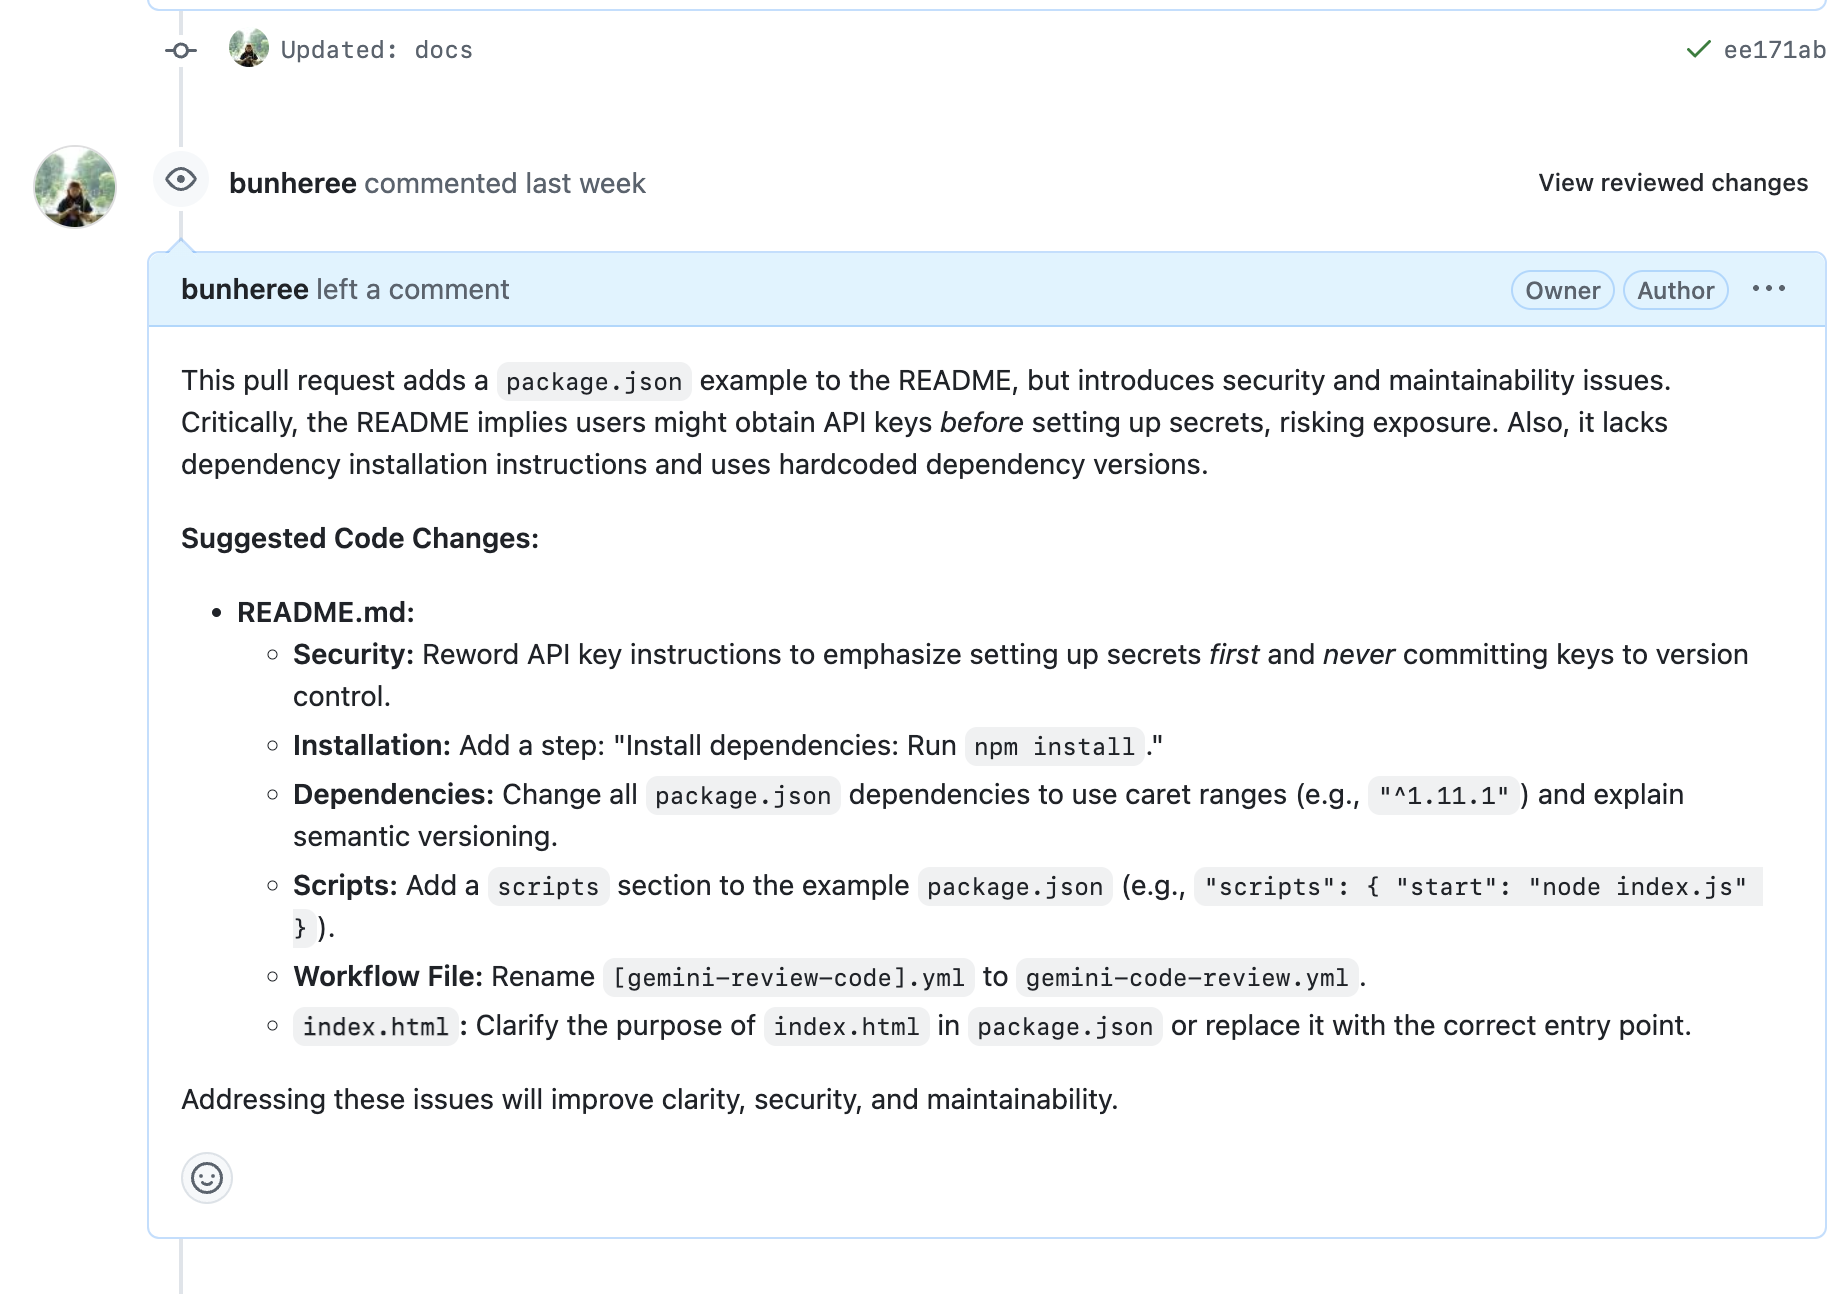 Updated: docs
ee171ab
bunheree commented last week
View reviewed changes
bunheree left a comment
Owner
Author
This pull request adds a package.json example to the README, but introduces security and maintainability issues.
Critically, the README implies users might obtain API keys before setting up secrets, risking exposure. Also, it lacks
dependency installation instructions and uses hardcoded dependency versions.
Suggested Code Changes:
• README.md:
◦ Security: Reword API key instructions to emphasize setting up secrets first and never committing keys to version
control.
◦ Installation: Add a step: "Install dependencies: Run npm install."
◦ Dependencies: Change all package.json dependencies to use caret ranges (e.g., "^1.11.1") and explain
semantic versioning.
◦ Scripts: Add a scripts section to the example package.json (e.g., "scripts": { "start": "node index.js"
}).
◦ Workflow File: Rename [gemini-review-code].yml to gemini-code-review.yml.
◦ index.html: Clarify the purpose of index.html in package.json or replace it with the correct entry point.
Addressing these issues will improve clarity, security, and maintainability.